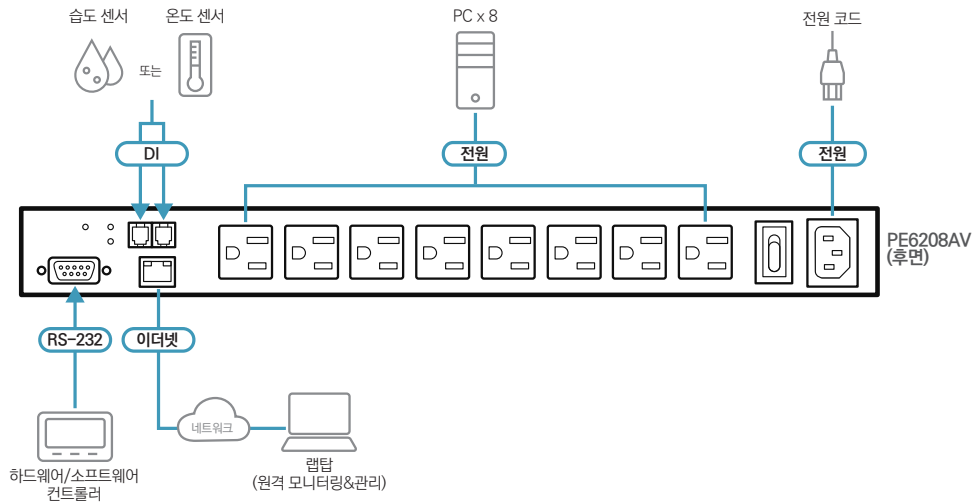 습도 센서
온도 센서
PC x 8
전원 코드
또는
DI
전원
전원
PE6208AV
(후면)
RS-232
이더넷
네트워크
하드웨어/소프트웨어
컨트롤러
랩탑
(원격 모니터링&관리)